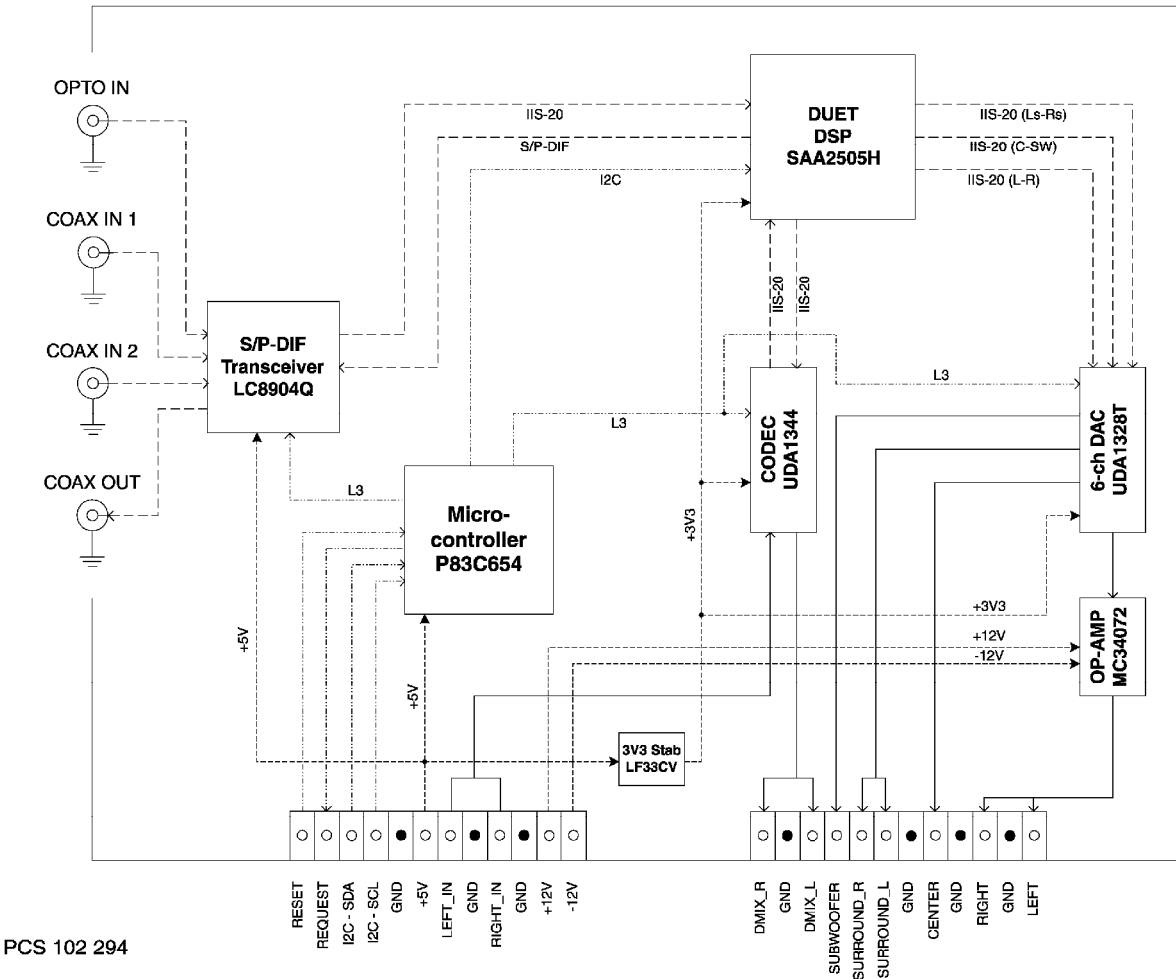 OPTO IN
COAX IN 1
COAX IN 2
COAX OUT
S/P-DIF
Transceiver
LC8904Q
IIS-20
S/P-DIF
I2C
DUET
DSP
SAA2505H
IIS-20 (Ls-Rs)
IIS-20 (C-SW)
IIS-20 (L-R)
IIS-20
IIS-20
L3
L3
L3
CODEC
UDA1344
6-ch DAC
UDA1328T
Micro-
controller
P83C654
+3V3
+3V3
+12V
-12V
OP-AMP
MC34072
+5V
+5V
3V3 Stab
LF33CV
RESET
REQUEST
I2C - SDA
I2C - SCL
GND
+5V
LEFT_IN
GND
RIGHT_IN
GND
+12V
-12V
DMIX_R
GND
DMIX_L
SUBWOOFER
SURROUND_R
SURROUND_L
GND
CENTER
GND
RIGHT
GND
LEFT
PCS 102 294